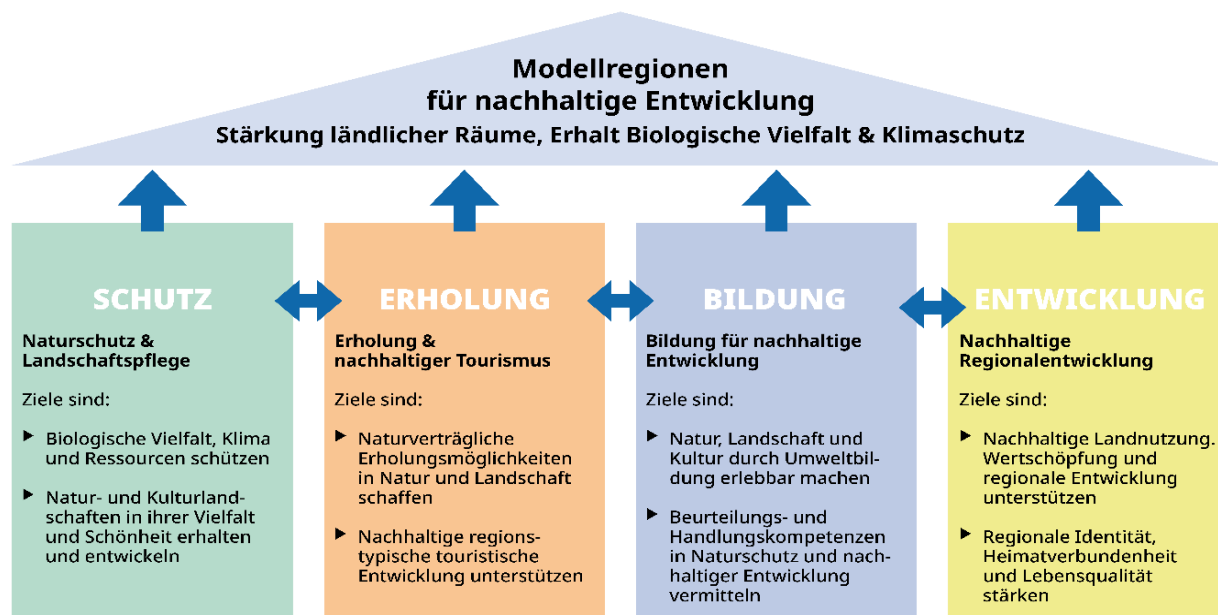 Modellregionen
für nachhaltige Entwicklung
Stärkung ländlicher Räume, Erhalt Biologische Vielfalt & Klimaschutz
SCHUTZ
Naturschutz &
Landschaftspflege
Ziele sind:
Biologische Vielfalt, Klima
und Ressourcen schützen
Natur- und Kulturland-
schaften in ihrer Vielfalt
und Schönheit erhalten
und entwickeln
ERHOLUNG
Erholung &
nachhaltiger Tourismus
Ziele sind:
Naturverträgliche
Erholungsmöglichkeiten
in Natur und Landschaft
schaffen
Nachhaltige regions-
typische touristische
Entwicklung unterstützen
BILDUNG
Bildung für nachhaltige
Entwicklung
Ziele sind:
Natur, Landschaft und
Kultur durch Umweltbil-
dung erlebbar machen
Beurteilungs- und
Handlungskompetenzen
in Naturschutz und nach-
haltiger Entwicklung
vermitteln
ENTWICKLUNG
Nachhaltige
Regionalentwicklung
Ziele sind:
Nachhaltige Landnutzung.
Wertschöpfung und
regionale Entwicklung
unterstützen
Regionale Identität,
Heimatverbundenheit
und Lebensqualität
stärken